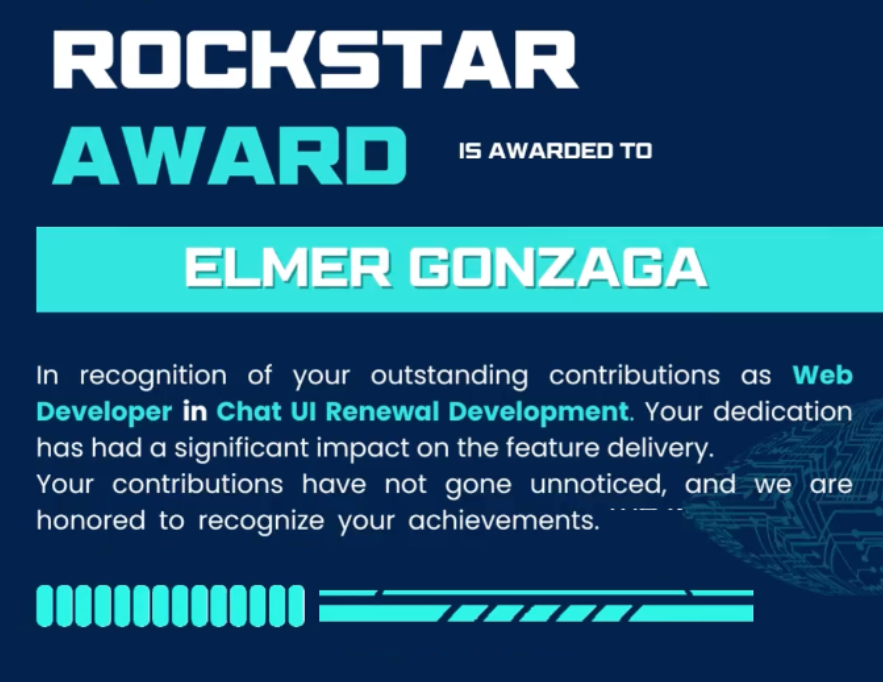 ROCKSTAR
AWARD
IS AWARDED TO
ELMER GONZAGA
In recognition of your outstanding contributions as Web
Developer in Chat UI Renewal Development. Your dedication
has had a significant impact on the feature delivery.
Your contributions have not gone unnoticed, and we are
honored to recognize your achievements.